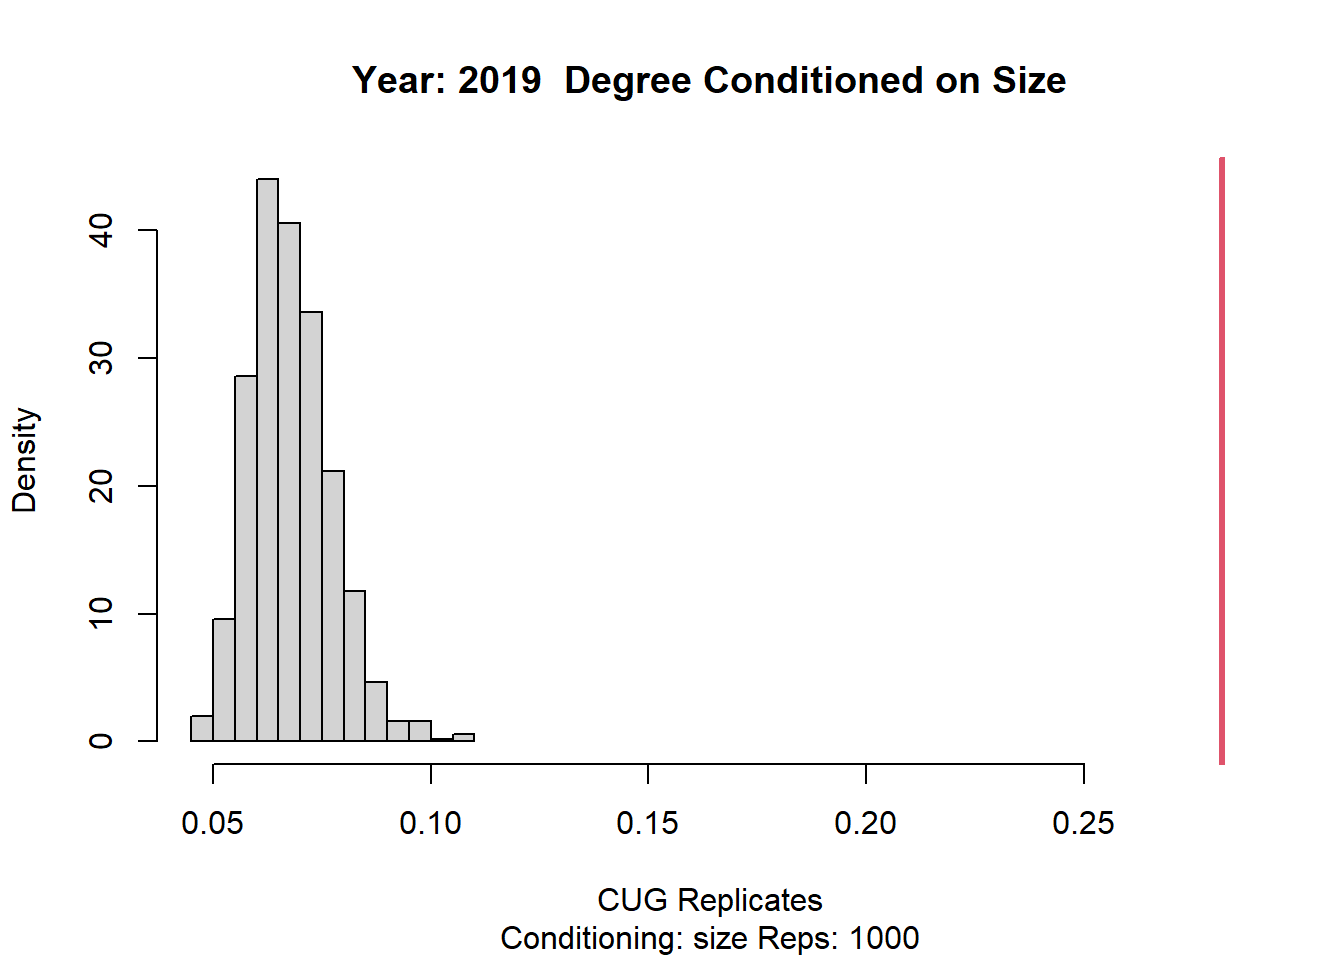 Year: 2019  Degree Conditioned on Size
Density
40
30
20
10
0
0.05 0.10 0.15 0.20 0.25
CUG Replicates
Conditioning: size Reps: 1000